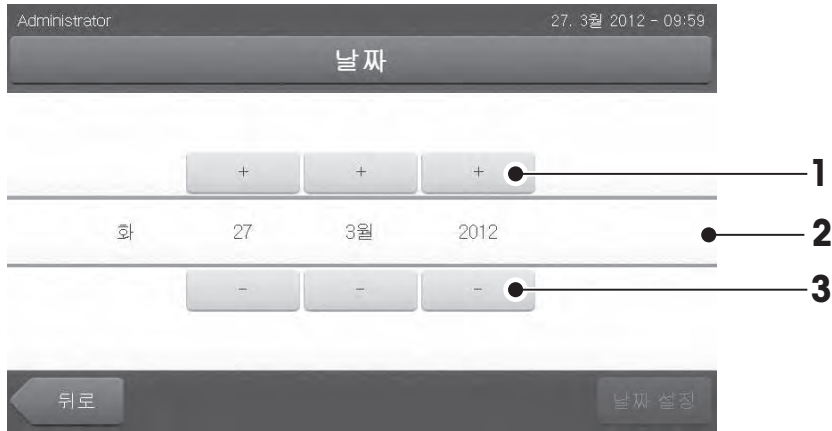 Administrator 27. 3월 2012 - 09:59
날짜
+ + + 1
화 27 3월 2012 2
- - - 3
뒤로 날짜 설정